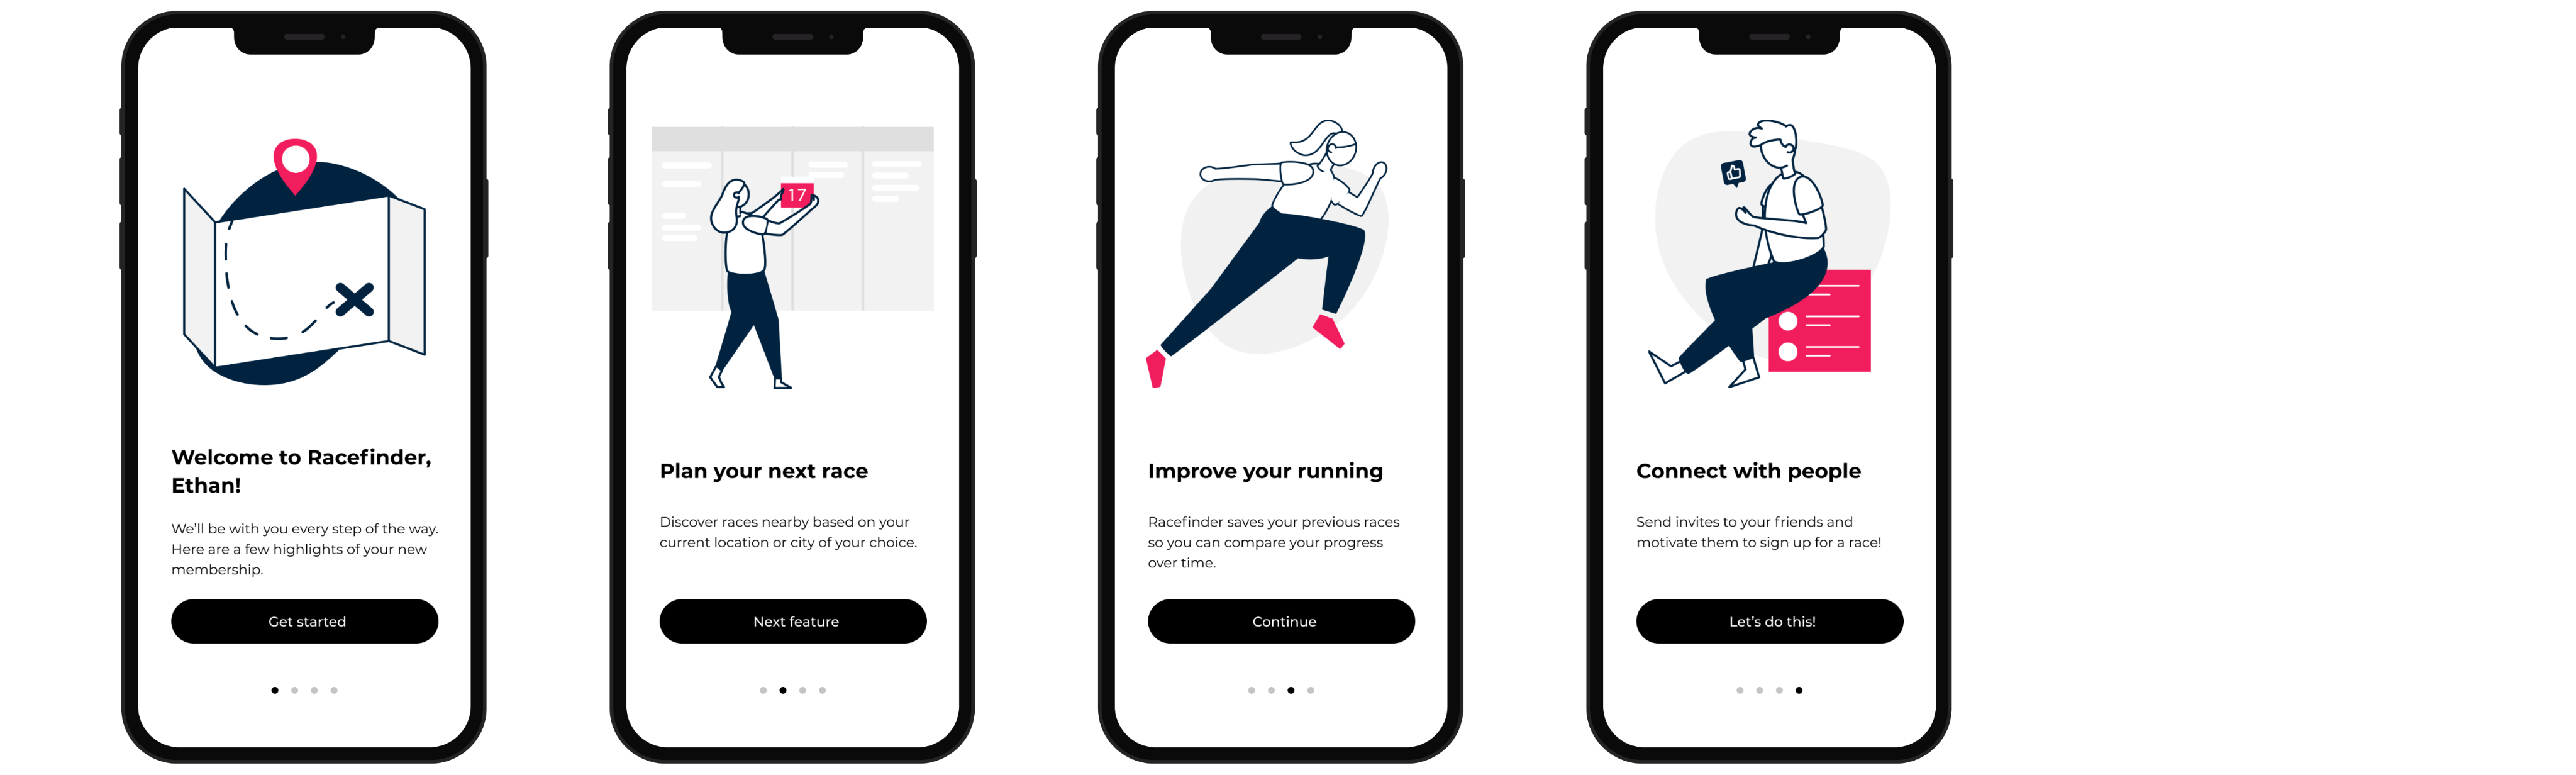 Welcome to Racefinder,
Ethan!
We'll be with you every step of the way.
Here are a few highlights of your new
membership.
Get started
17
Plan your next race
Discover races nearby based on your
current location or city of your choice.
Next feature
Improve your running
Racefinder saves your previous races
so you can compare your progress
over time.
Continue
Connect with people
Send invites to your friends and
motivate them to sign up for a race!
Let's do this!